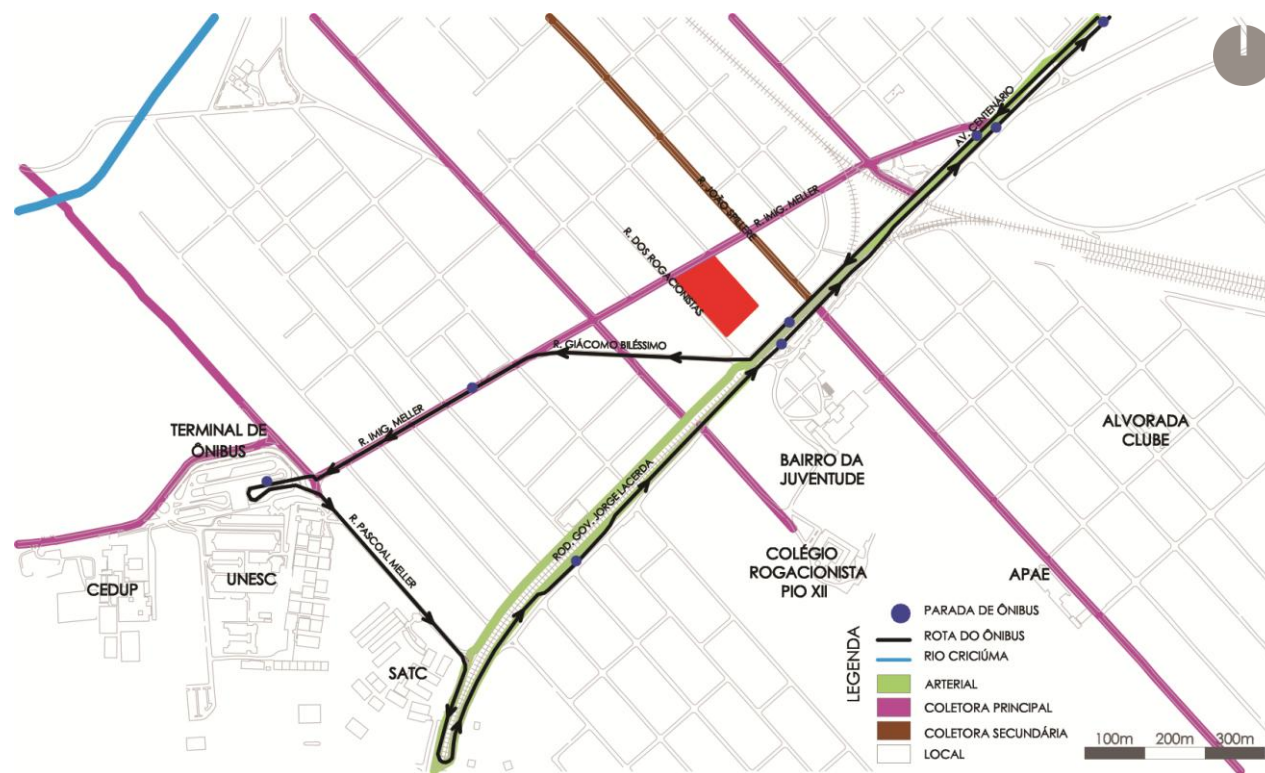 AV. CENTENÁRIO
R. IMIG. MELLER
R. DOS ROGACIONISTAS
R. GIÁCOMO BILÉSSIMO
R. IMIG. MELLER
TERMINAL DE
ÔNIBUS
ALVORADA
CLUBE
BAIRRO DA
JUVENTUDE
ROD. GOV. JORGE LACERDA
R. PASCOAL MELLER
COLÉGIO
ROGACIONISTA
PIO XII
APAE
UNESC
CEDUP
SATC
LEGENDA
PARADA DE ÔNIBUS
ROTA DO ÔNIBUS
RIO CRICIÚMA
ARTERIAL
COLETORA PRINCIPAL
COLETORA SECUNDÁRIA
LOCAL
100m 200m 300m